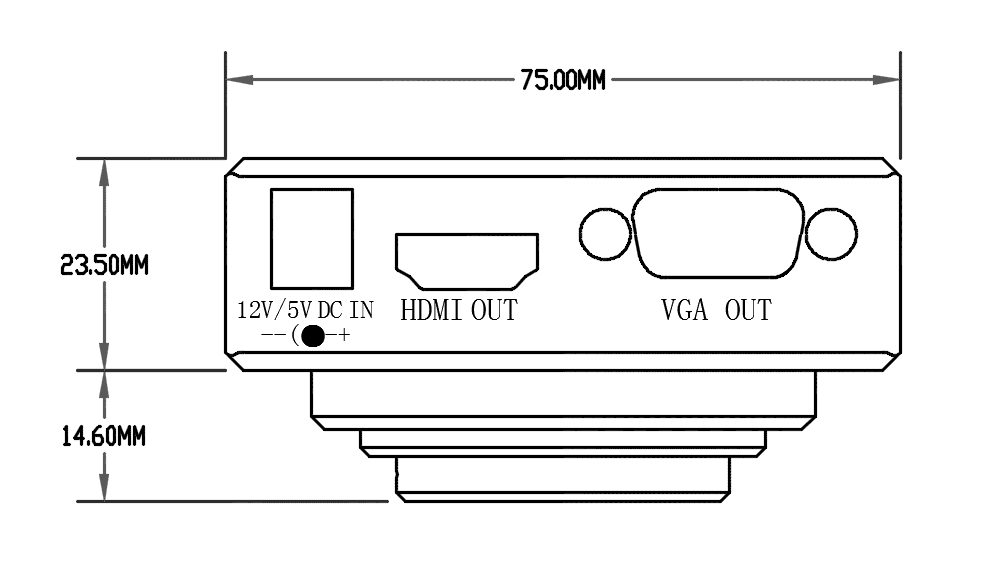 75.00MM
23.50MM
12V/5V DC IN
--(●-+
HDMI OUT
VGA OUT
14.60MM